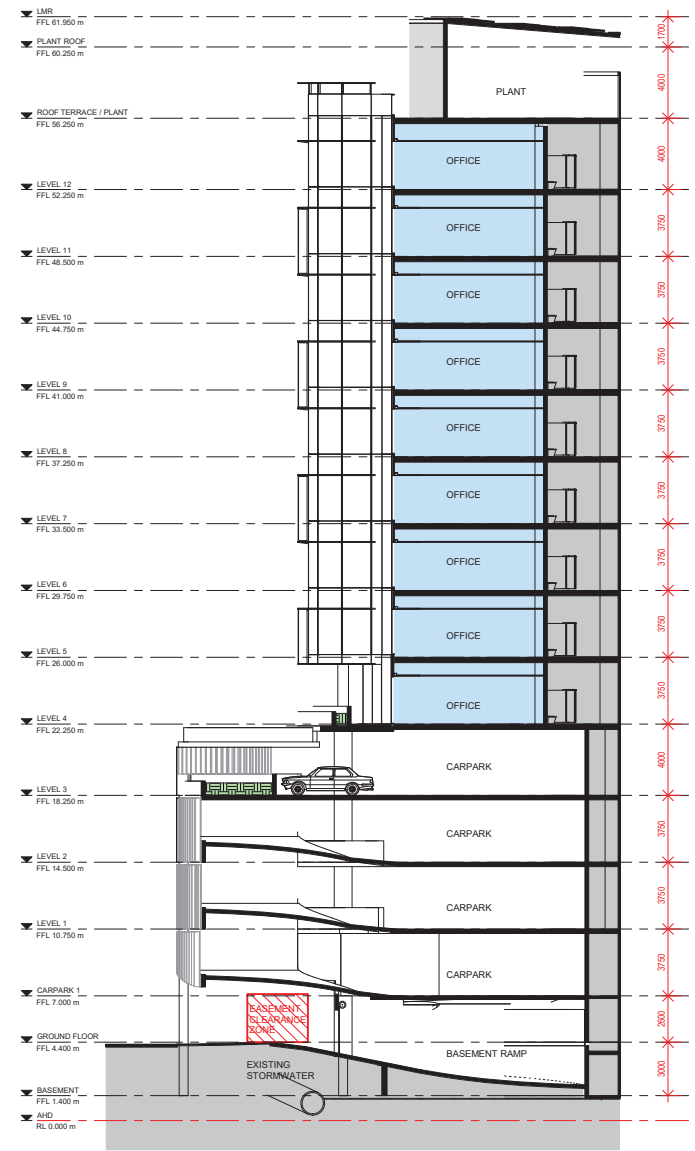 LMR
FFL 61.950 m
1700
PLANT ROOF
FFL 60.250 m
PLANT
4000
ROOF TERRACE / PLANT
FFL 56.250 m
OFFICE
4000
LEVEL 12
FFL 52.250 m
OFFICE
3750
LEVEL 11
FFL 48.500 m
OFFICE
3750
LEVEL 10
FFL 44.750 m
OFFICE
3750
LEVEL 9
FFL 41.000 m
OFFICE
3750
LEVEL 8
FFL 37.250 m
OFFICE
3750
LEVEL 7
FFL 33.500 m
OFFICE
3750
LEVEL 6
FFL 29.750 m
OFFICE
3750
LEVEL 5
FFL 26.000 m
OFFICE
3750
LEVEL 4
FFL 22.250 m
CARPARK
4000
LEVEL 3
FFL 18.250 m
CARPARK
3750
LEVEL 2
FFL 14.500 m
CARPARK
3750
LEVEL 1
FFL 10.750 m
CARPARK
3750
CARPARK 1
FFL 7.000 m
EASEMENT
CLEARANCE
ZONE
2600
GROUND FLOOR
FFL 4.400 m
BASEMENT RAMP
EXISTING
STORMWATER
3000
BASEMENT
FFL 1.400 m
AHD
RL 0.000 m